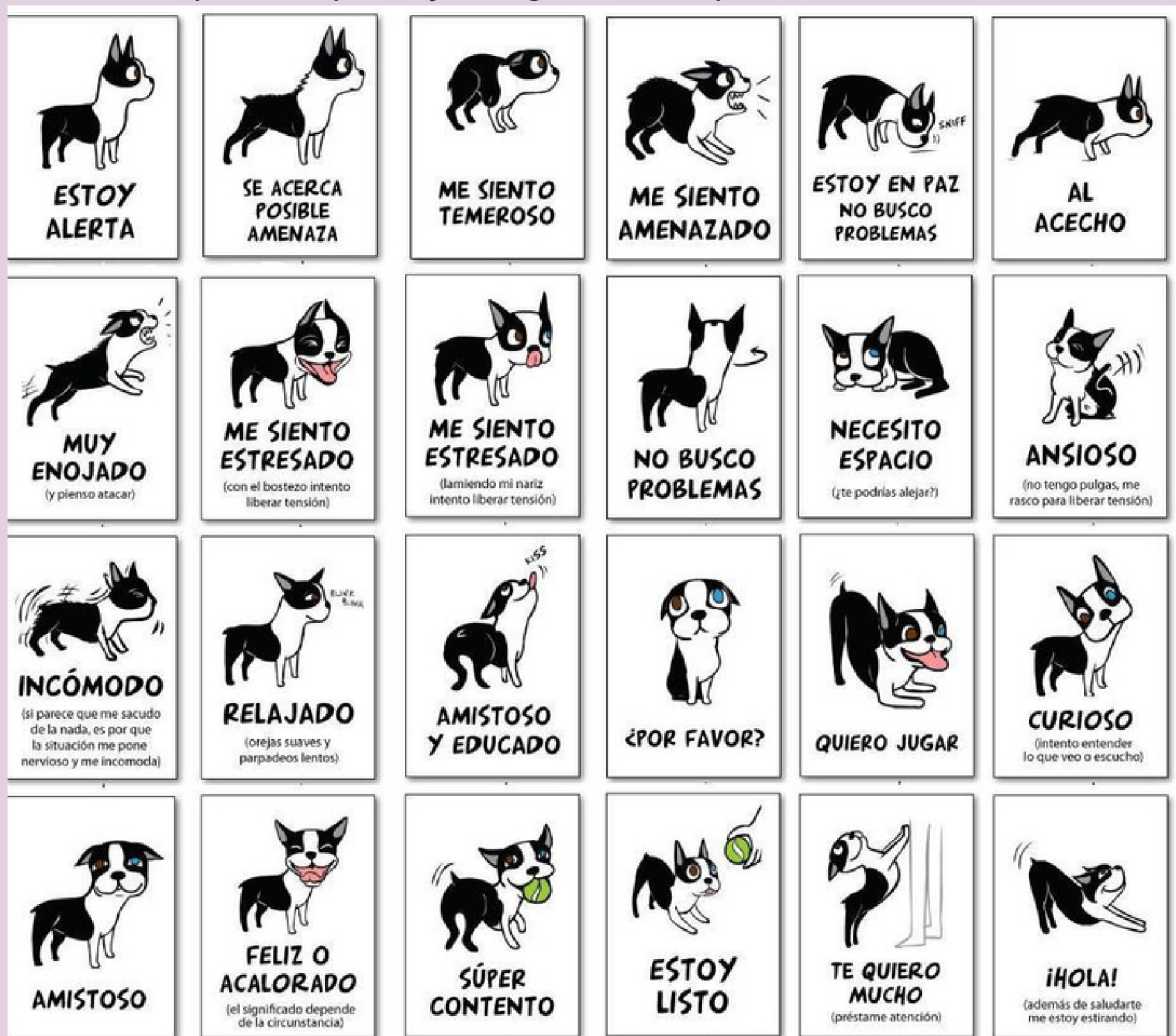 ESTOY
ALERTA
SE ACERCA
POSIBLE
AMENAZA
ME SIENTO
TEMEROSO
ME SIENTO
AMENAZADO
SNIFF
ESTOY EN PAZ
NO BUSCO
PROBLEMAS
AL
ACECHO
MUY
ENOJADO
(y pienso atacar)
ME SIENTO
ESTRESADO
(con el bostezo intento
liberar tensión)
ME SIENTO
ESTRESADO
(lamiendo mi nariz
intento liberar tensión)
NO BUSCO
PROBLEMAS
NECESITO
ESPACIO
(¿te podrías alejar?)
ANSIOSO
(no tengo pulgas, me
rasco para liberar tensión)
INCÓMODO
(si parece que me sacudo
de la nada, es por que
la situación me pone
nervioso y me incomoda)
BLINK
BLINK
RELAJADO
(orejas suaves y
parpadeos lentos)
KISS
AMISTOSO
Y EDUCADO
¿POR FAVOR?
QUIERO JUGAR
CURIOSO
(intento entender
lo que veo o escucho)
AMISTOSO
FELIZ O
ACALORADO
(el significado depende
de la circunstancia)
SÚPER
CONTENTO
ESTOY
LISTO
TE QUIERO
MUCHO
(préstame atención)
¡HOLA!
(además de saludarte
me estoy estirando)